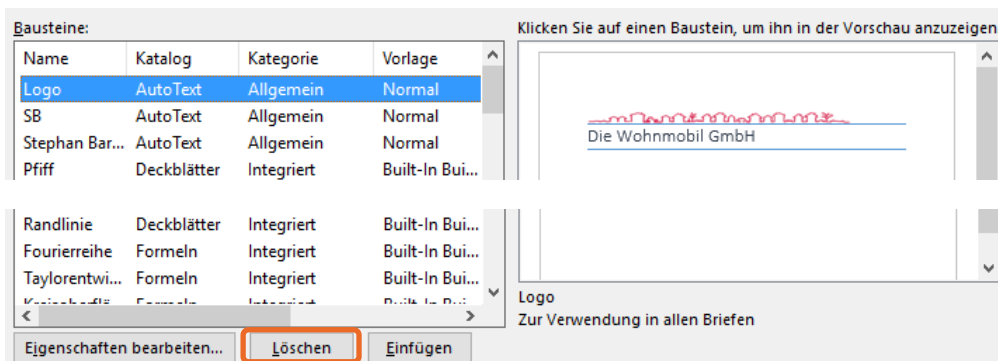 Bausteine:
Klicken Sie auf einen Baustein, um ihn in der Vorschau anzuzeigen
Name Katalog Kategorie Vorlage
Logo AutoText Allgemein Normal
SB AutoText Allgemein Normal
Stephan Bar... AutoText Allgemein Normal
Pfiff Deckblätter Integriert Built-In Bui...
Randlinie Deckblätter Integriert Built-In Bui...
Fourierreihe Formeln Integriert Built-In Bui...
Taylorentwi... Formeln Integriert Built-In Bui...
Eigenschaften bearbeiten... Löschen Einfügen
Die Wohnmobil GmbH
Logo
Zur Verwendung in allen Briefen